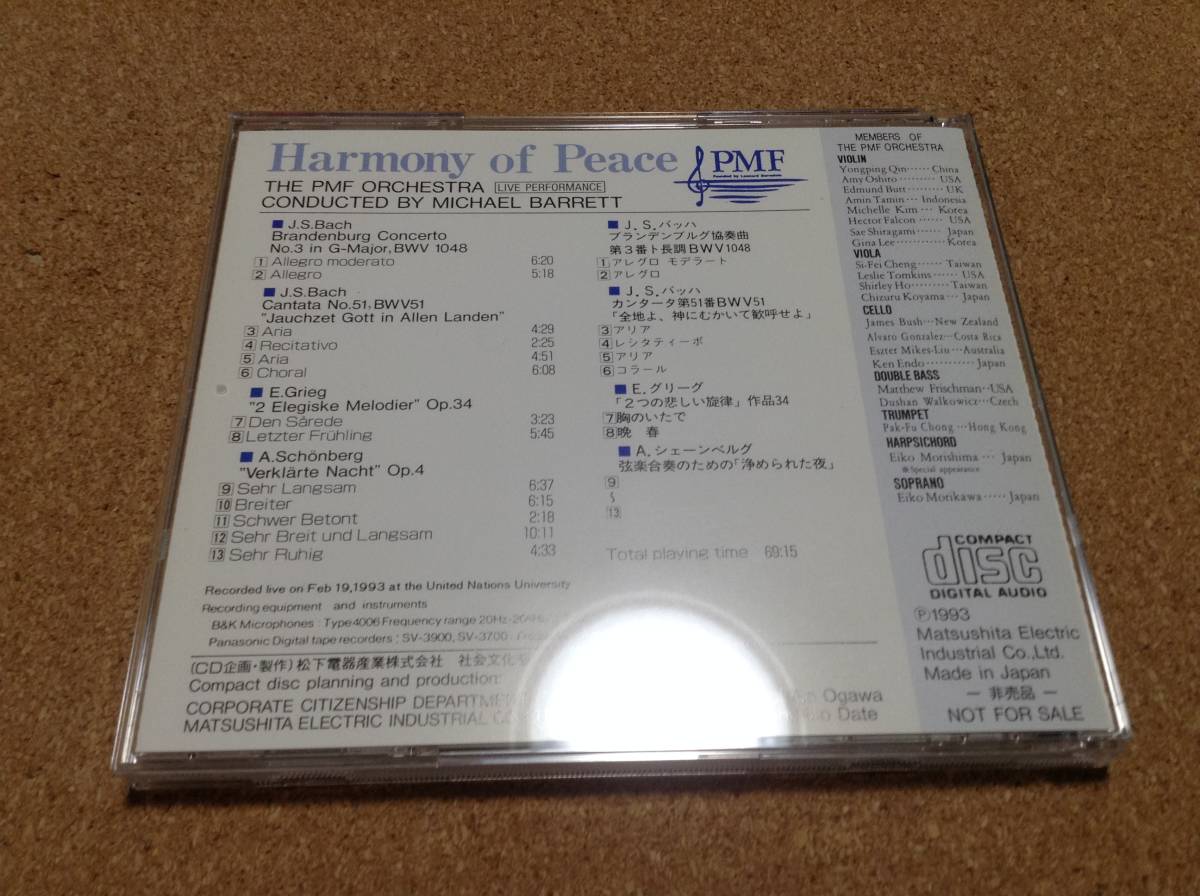 Harmony of Peace
PMF
Founded by Leonard Bernstein
THE PMF ORCHESTRA LIVE PERFORMANCE
CONDUCTED BY MICHAEL BARRETT
■ J.S.Bach
Brandenburg Concerto
No.3 in G-Major, BWV 1048
1 Allegro moderato 6:20
2 Allegro 5:18
■ J.S.Bach
Cantata No.51, BWV51
"Jauchzet Gott in Allen Landen"
3 Aria 4:29
4 Recitativo 2:25
5 Aria 4:51
6 Choral 6:08
■ E.Grieg
"2 Elegiske Melodier" Op.34
7 Den Särede 3:23
8 Letzter Frühling 5:45
■ A.Schönberg
"Verklärte Nacht" Op.4
9 Sehr Langsam 6:37
10 Breiter 6:15
11 Schwer Betont 2:18
12 Sehr Breit und Langsam 10:11
13 Sehr Ruhig 4:33
■ J.S.バッハ
ブランデンブルグ協奏曲
第3番ト長調BWV1048
1 アレグロ モデラート
2 アレグロ
■ J.S.バッハ
カンタータ第51番BWV51
「全地よ、神にむかいて歓呼せよ」
3 アリア
4 レシタティーボ
5 アリア
6 コラール
■ E.グリーグ
「2つの悲しい旋律」作品34
7 胸のいたで
8 晩 春
■ A.シェーンベルグ
弦楽合奏のための「浄められた夜」
9
~
13
Total playing time 69:15
Recorded live on Feb 19,1993 at the United Nations University
Recording equipment and instruments
B&K Microphones : Type 4006 Frequency range 20Hz-
Panasonic Digital tape recorders : SV-3900, SV-3700
(CD企画・製作)松下電器産業株式会社 社会文化
Compact disc planning and production:
CORPORATE CITIZENSHIP
MATSUSHITA ELECTRIC INDUSTRIAL
Ogawa
Date
MEMBERS OF
THE PMF ORCHESTRA
VIOLIN
Yongping Qin······China
Amy Oshiro·········USA
Edmund Butt·········UK
Amin Tamin··· Indonesia
Michelle Kim··· Korea
Hector Falcon······ USA
Sae Shiragami······ Japan
Gina Lee············Korea
VIOLA
Si-Fei Cheng······Taiwan
Leslie Tomkins······USA
Shirley Ho·········Taiwan
Chizuru Koyama··· Japan
CELLO
James Bush···New Zealand
Alvaro Gonzalez···Costa Rica
Eszter Mikes-Liu···Australia
Ken Endo············Japan
DOUBLE BASS
Matthew Frischman··USA
Dushan Walkowicz···Czech
TRUMPET
Pak-Fu Chong···Hong Kong
HARPSICHORD
Eiko Morishima ··· Japan
※Special appearance
SOPRANO
Eiko Morikawa······Japan
COMPACT
disc
DIGITAL AUDIO
Ⓟ1993
Matsushita Electric
Industrial Co.,Ltd.
Made in Japan
— 非売品 —
NOT FOR SALE